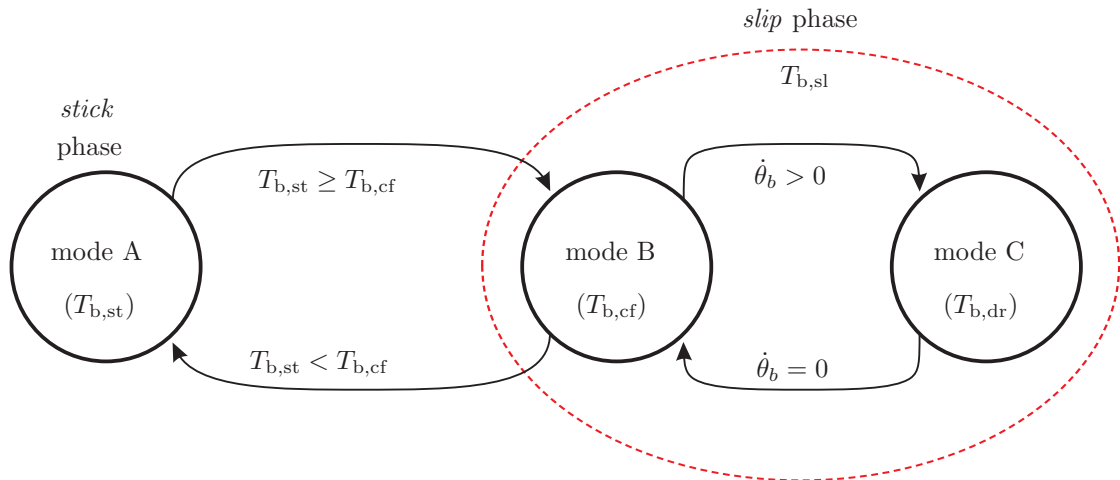 slip phase
T_b,sl
stick
phase
T_b,st ≥ T_b,cf
θ̇_b > 0
mode A
(T_b,st)
mode B
(T_b,cf)
mode C
(T_b,dr)
T_b,st < T_b,cf
θ̇_b = 0